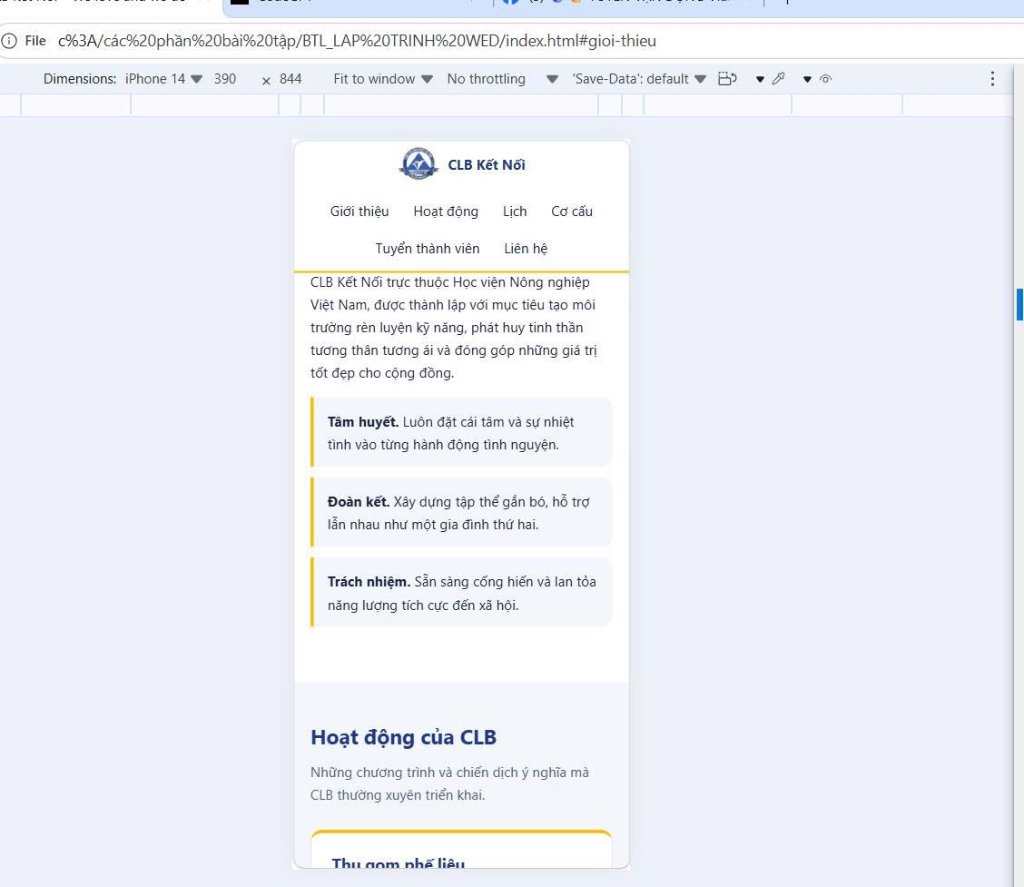 File c%3A/các%20phần%20bài%20tập/BTL_LAP%20TRINH%20WED/index.html#gioi-thieu
Dimensions: iPhone 14 390 x 844 Fit to window No throttling 'Save-Data': default
CLB Kết Nối
Giới thiệu Hoạt động Lịch Cơ cấu
Tuyển thành viên Liên hệ
CLB Kết Nối trực thuộc Học viện Nông nghiệp
Việt Nam, được thành lập với mục tiêu tạo môi
trường rèn luyện kỹ năng, phát huy tinh thần
tương thân tương ái và đóng góp những giá trị
tốt đẹp cho cộng đồng.
Tâm huyết. Luôn đặt cái tâm và sự nhiệt
tình vào từng hành động tình nguyện.
Đoàn kết. Xây dựng tập thể gắn bó, hỗ trợ
lẫn nhau như một gia đình thứ hai.
Trách nhiệm. Sẵn sàng cống hiến và lan tỏa
năng lượng tích cực đến xã hội.
Hoạt động của CLB
Những chương trình và chiến dịch ý nghĩa mà
CLB thường xuyên triển khai.
Thu gom phế liệu